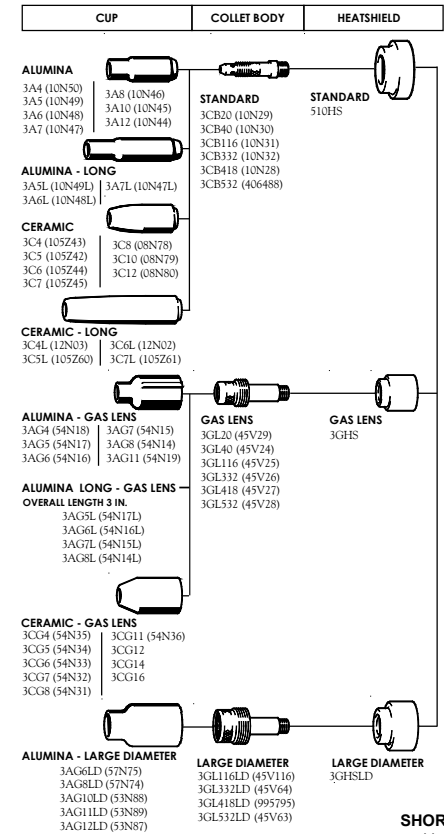 CUP
COLLET BODY
HEATSHIELD
ALUMINA
3A4 (10N50)
3A5 (10N49)
3A6 (10N48)
3A7 (10N47)
3A8 (10N46)
3A10 (10N45)
3A12 (10N44)
STANDARD
3CB20 (10N29)
3CB40 (10N30)
3CB116 (10N31)
3CB332 (10N32)
3CB418 (10N28)
3CB532 (406488)
STANDARD
510HS
ALUMINA - LONG
3A5L (10N49L)
3A6L (10N48L)
3A7L (10N47L)
CERAMIC
3C4 (105Z43)
3C5 (105Z42)
3C6 (105Z44)
3C7 (105Z45)
3C8 (08N78)
3C10 (08N79)
3C12 (08N80)
CERAMIC - LONG
3C4L (12N03)
3C5L (105Z60)
3C6L (12N02)
3C7L (105Z61)
ALUMINA - GAS LENS
3AG4 (54N18)
3AG5 (54N17)
3AG6 (54N16)
3AG7 (54N15)
3AG8 (54N14)
3AG11 (54N19)
GAS LENS
3GL20 (45V29)
3GL40 (45V24)
3GL116 (45V25)
3GL332 (45V26)
3GL418 (45V27)
3GL532 (45V28)
GAS LENS
3GHS
ALUMINA LONG - GAS LENS
OVERALL LENGTH 3 IN.
3AG5L (54N17L)
3AG6L (54N16L)
3AG7L (54N15L)
3AG8L (54N14L)
CERAMIC - GAS LENS
3CG4 (54N35)
3CG5 (54N34)
3CG6 (54N33)
3CG7 (54N32)
3CG8 (54N31)
3CG11 (54N36)
3CG12
3CG14
3CG16
ALUMINA - LARGE DIAMETER
3AG6LD (57N75)
3AG8LD (57N74)
3AG10LD (53N88)
3AG11LD (53N89)
3AG12LD (53N87)
LARGE DIAMETER
3GL116LD (45V116)
3GL332LD (45V64)
3GL418LD (995795)
3GL532LD (45V63)
LARGE DIAMETER
3GHSLD
SHOR